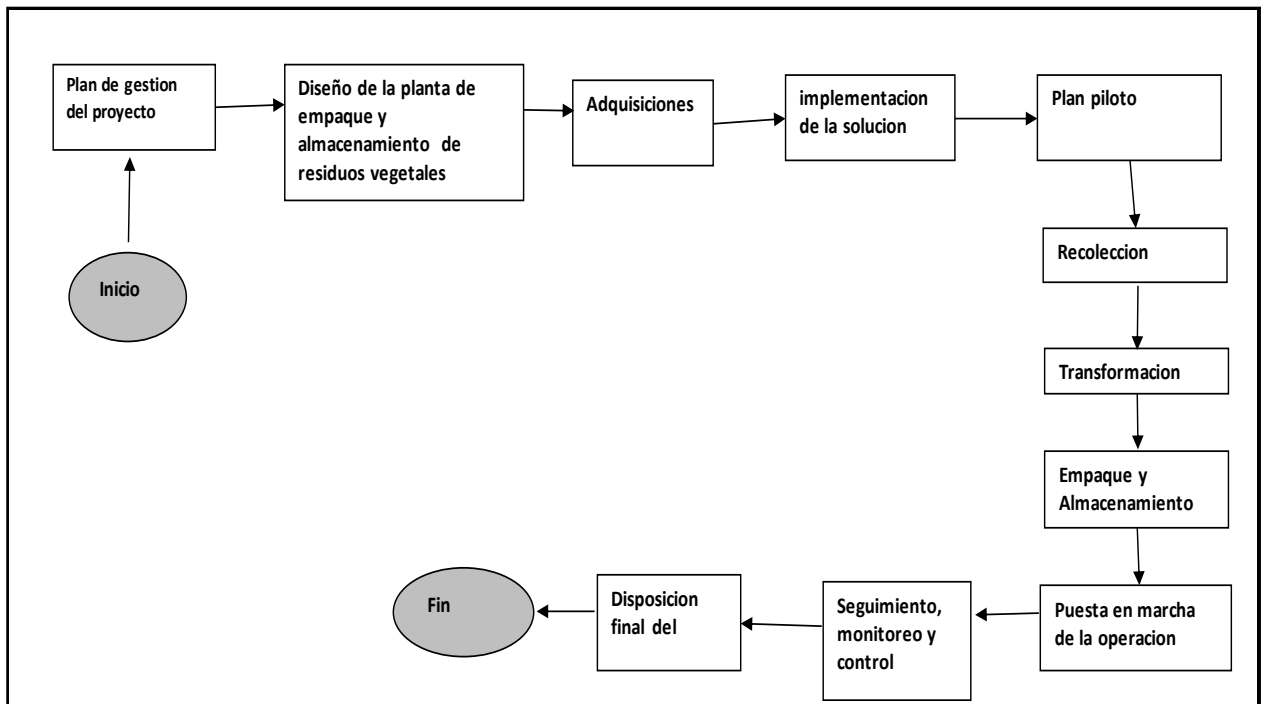 Plan de gestion
del proyecto
Diseño de la planta de
empaque y
almacenamiento de
residuos vegetales
Adquisiciones
implementacion
de la solucion
Plan piloto
Inicio
Recoleccion
Transformacion
Empaque y
Almacenamiento
Puesta en marcha
de la operacion
Seguimiento,
monitoreo y
control
Disposicion
final del
Fin